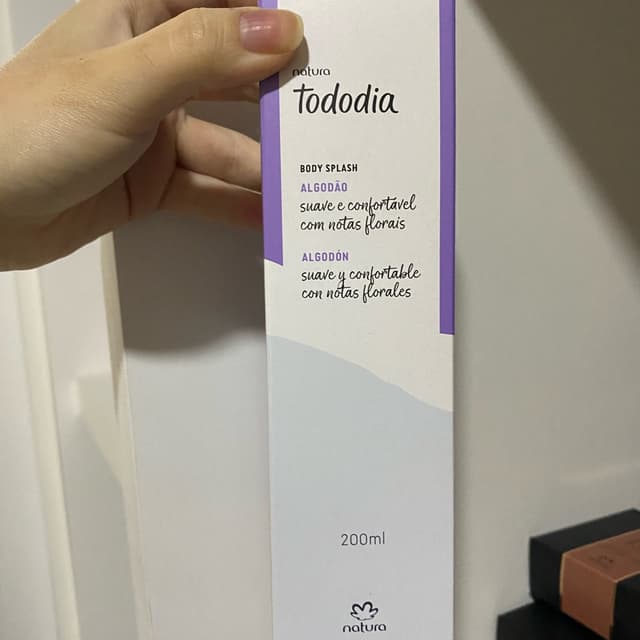 natura
tododia
BODY SPLASH
ALGODÃO
suave e confortável
com notas florais
ALGODÓN
suave y confortable
con notas florales
200ml
natura